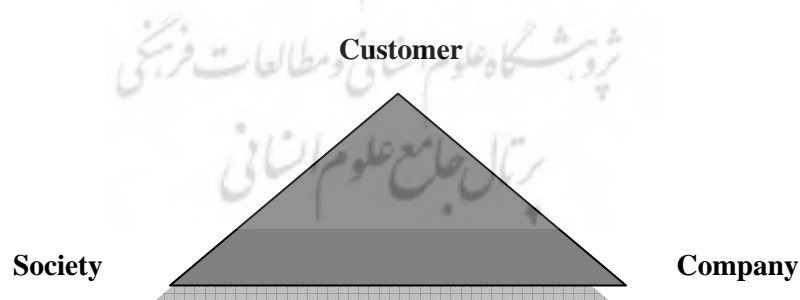 پژوهشگاه علوم انسانی و مطالعات فرهنگی
Customer
پرتال جامع علوم انسانی
Society
Company